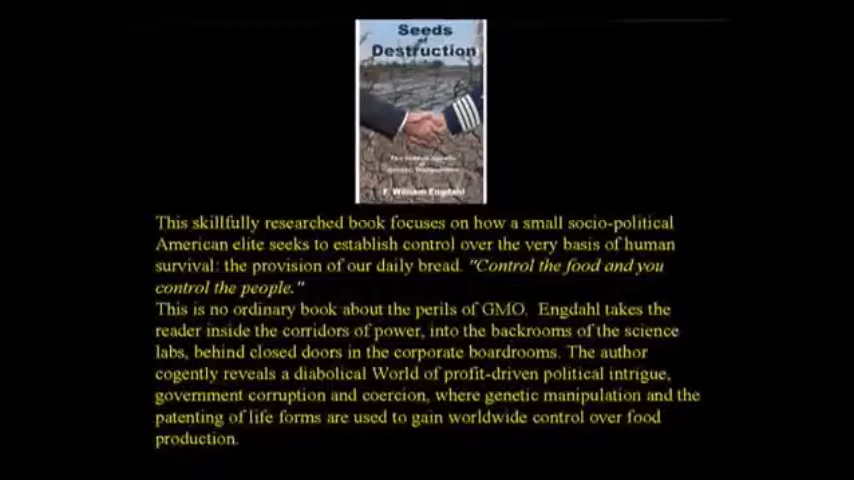 Seeds
of
Destruction
F. William Engdahl
This skillfully researched book focuses on how a small socio-political
American elite seeks to establish control over the very basis of human
survival: the provision of our daily bread. "Control the food and you
control the people."
This is no ordinary book about the perils of GMO. Engdahl takes the
reader inside the corridors of power, into the backrooms of the science
labs, behind closed doors in the corporate boardrooms. The author
cogently reveals a diabolical World of profit-driven political intrigue,
government corruption and coercion, where genetic manipulation and the
patenting of life forms are used to gain worldwide control over food
production.